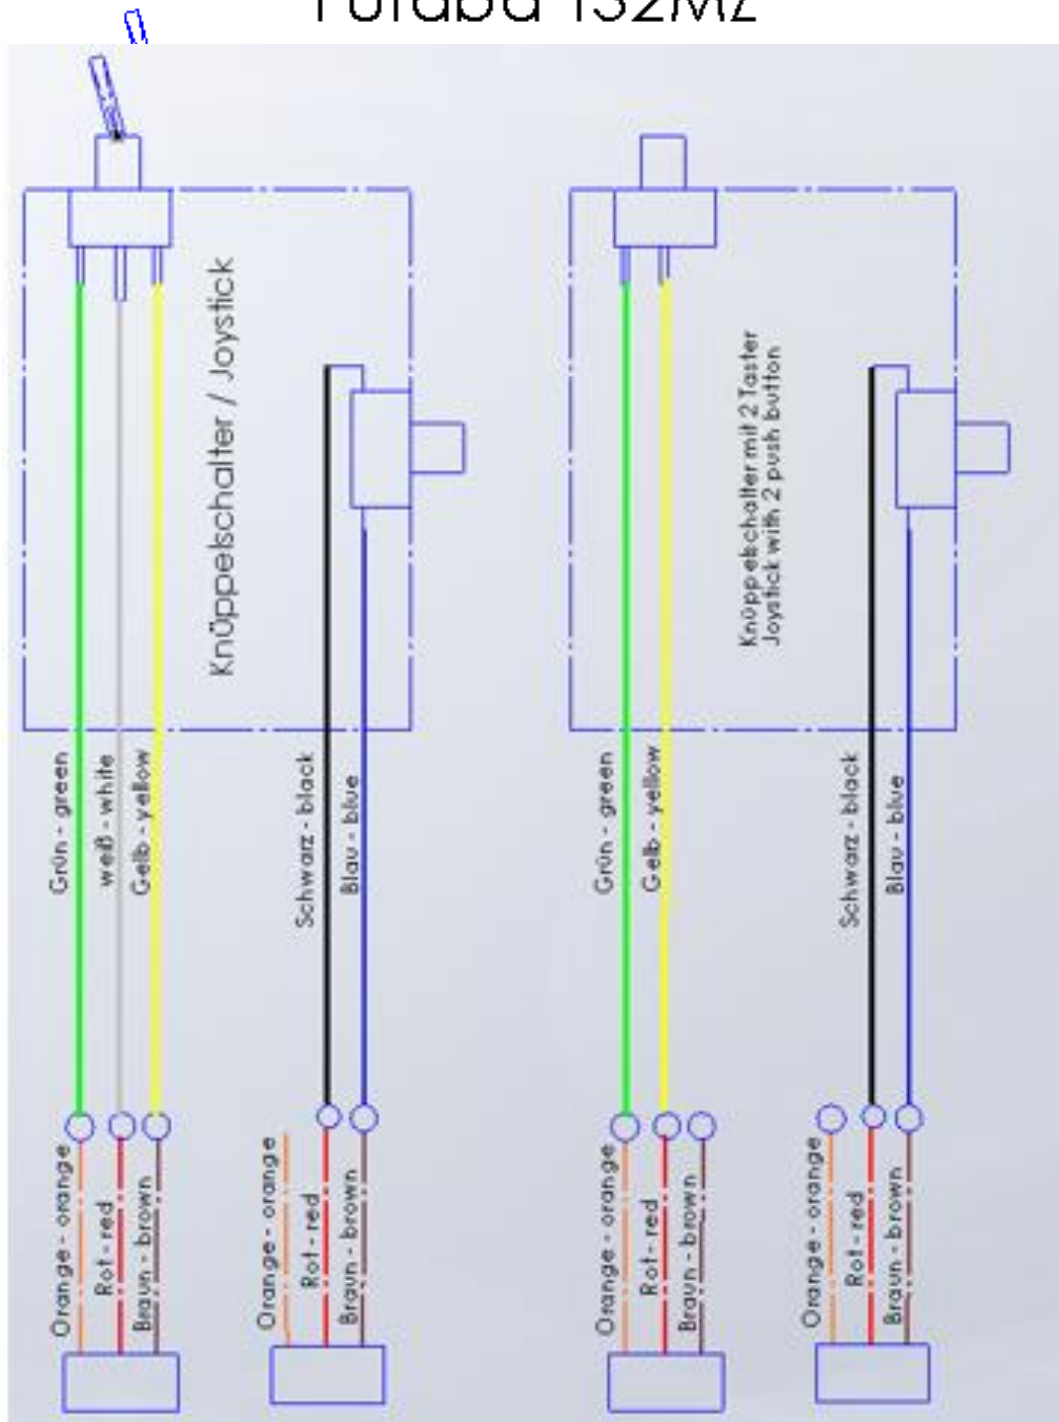 Futaba T32MZ
Knüppelschalter / Joystick
Grün - green
weiß - white
Gelb - yellow
Schwarz - black
Blau - blue
Orange - orange
Rot - red
Braun - brown
Orange - orange
Rot - red
Braun - brown
Knüppelschalter mit 2 Taster
Joystick with 2 push button
Grün - green
Gelb - yellow
Schwarz - black
Blau - blue
Orange - orange
Rot - red
Braun - brown
Orange - orange
Rot - red
Braun - brown